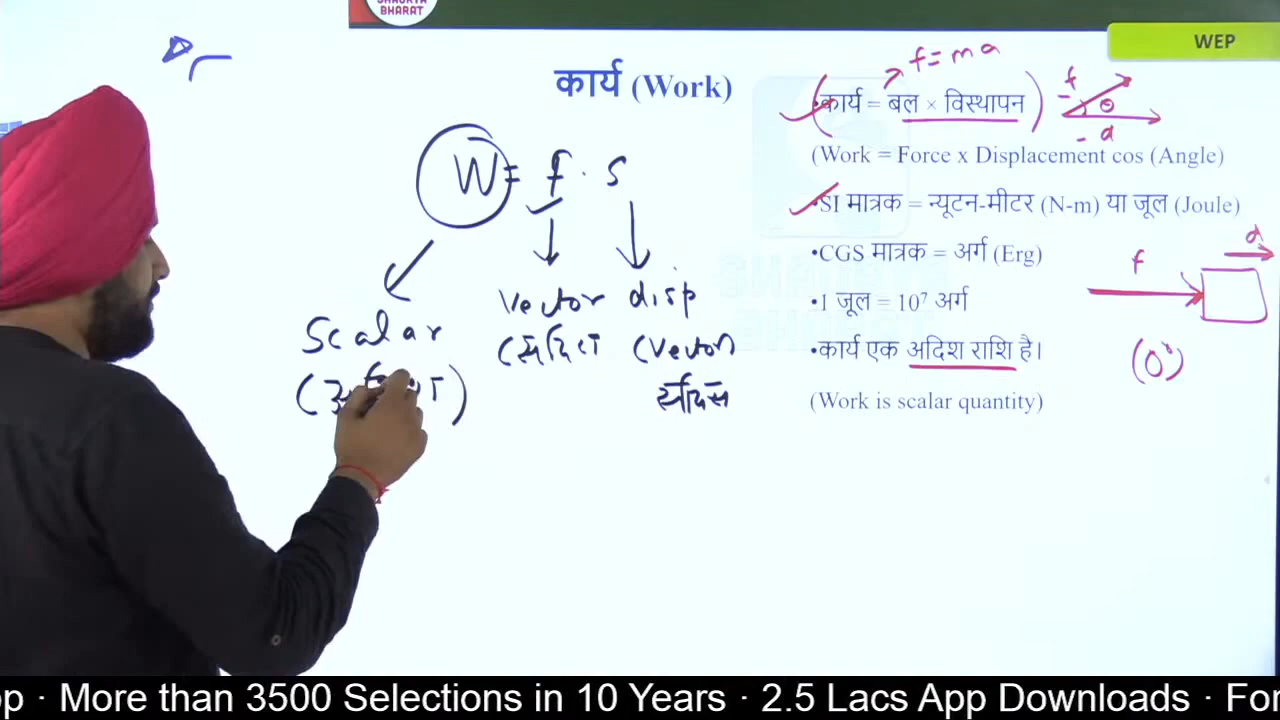 BHARAT
WEP
कार्य (Work)
f = ma
•कार्य = बल × विस्थापन
f
θ
d
(Work = Force x Displacement cos (Angle)
•SI मात्रक = न्यूटन-मीटर (N-m) या जूल (Joule)
•CGS मात्रक = अर्ग (Erg)
•1 जूल = 10⁷ अर्ग
•कार्य एक अदिश राशि है।
(Work is scalar quantity)
f
d
(0°)
W = f · s
Vector disp
Scalar
(Vector
· More than 3500 Selections in 10 Years · 2.5 Lacs App Downloads · For